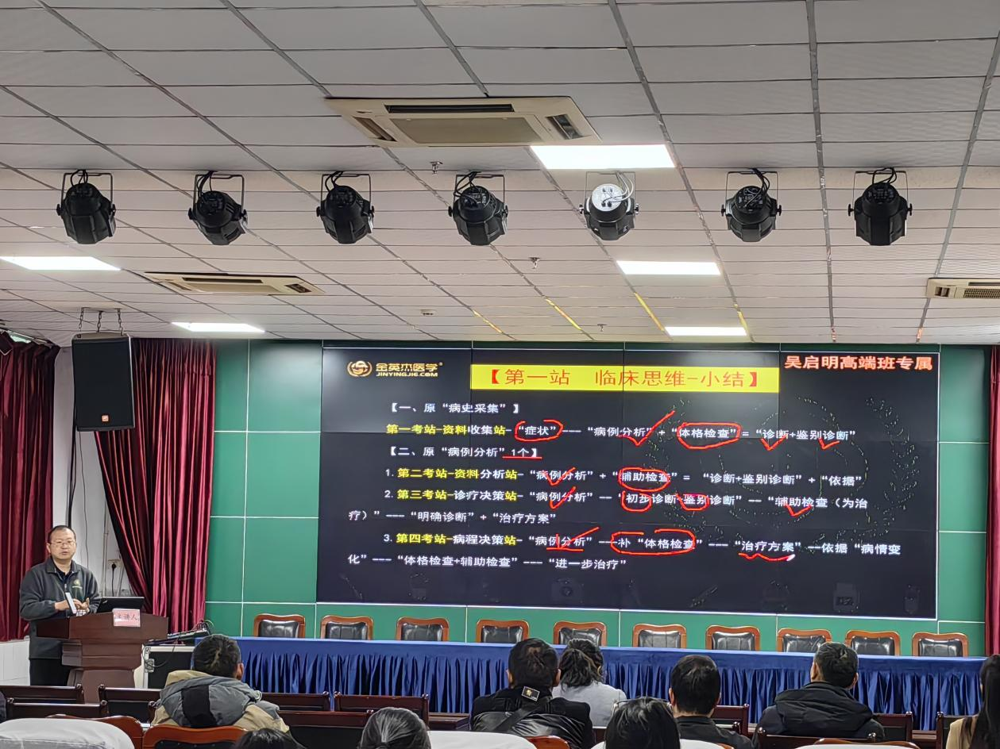 金英杰医学
JINYINGJIE.COM
【第一站 临床思维-小结】
吴启明高端班专属
【一、原“病史采集”】
第一考站-资料收集站-“症状”---“病例分析”+“体格检查”=“诊断+鉴别诊断”
【二、原“病例分析”1个】
1. 第二考站-资料分析站-“病例分析”+“辅助检查”=“诊断+鉴别诊断”+“依据”
2. 第三考站-诊疗决策站-“病例分析”--“初步诊断+鉴别诊断”--“辅助检查（为治
疗）”---“明确诊断”+“治疗方案”
3. 第四考站-病程决策站-“病例分析”---补“体格检查”---“治疗方案”--依据“病情变
化”---“体格检查+辅助检查”---“进一步治疗”
主讲人